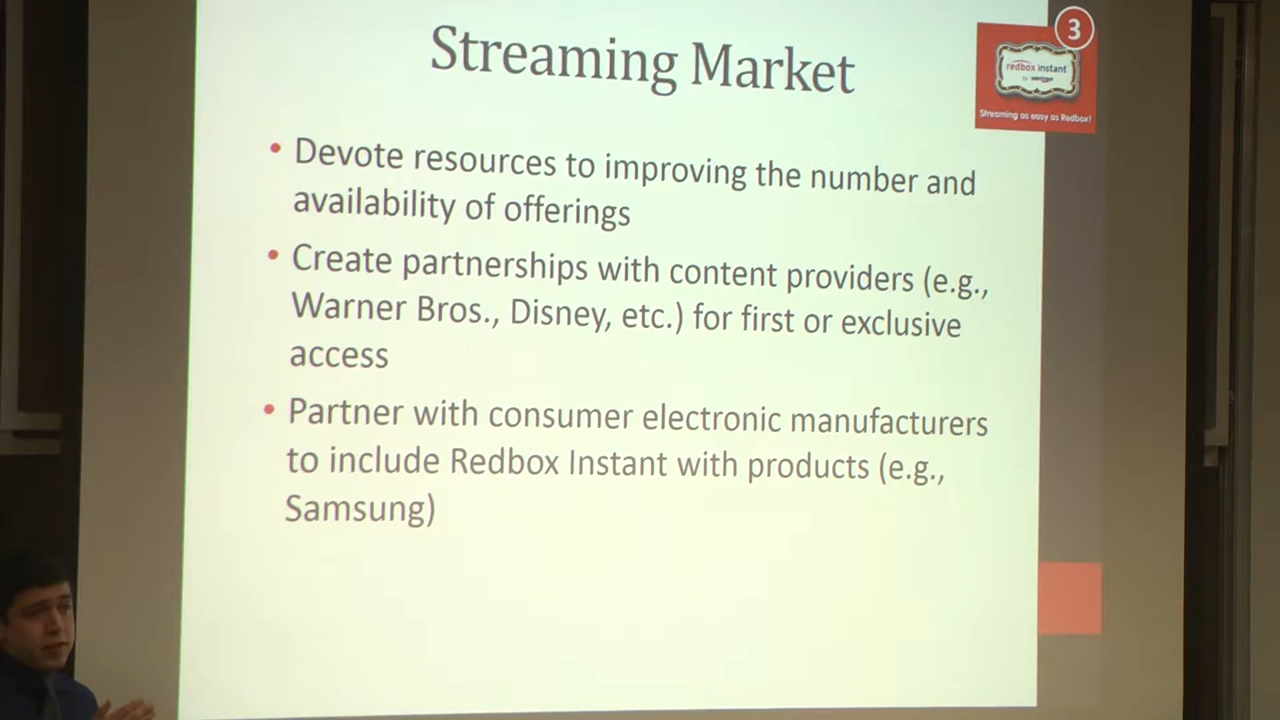 Streaming Market
3
redbox instant
by verizon
Streaming as easy as Redbox!
• Devote resources to improving the number and
availability of offerings
• Create partnerships with content providers (e.g.,
Warner Bros., Disney, etc.) for first or exclusive
access
• Partner with consumer electronic manufacturers
to include Redbox Instant with products (e.g.,
Samsung)